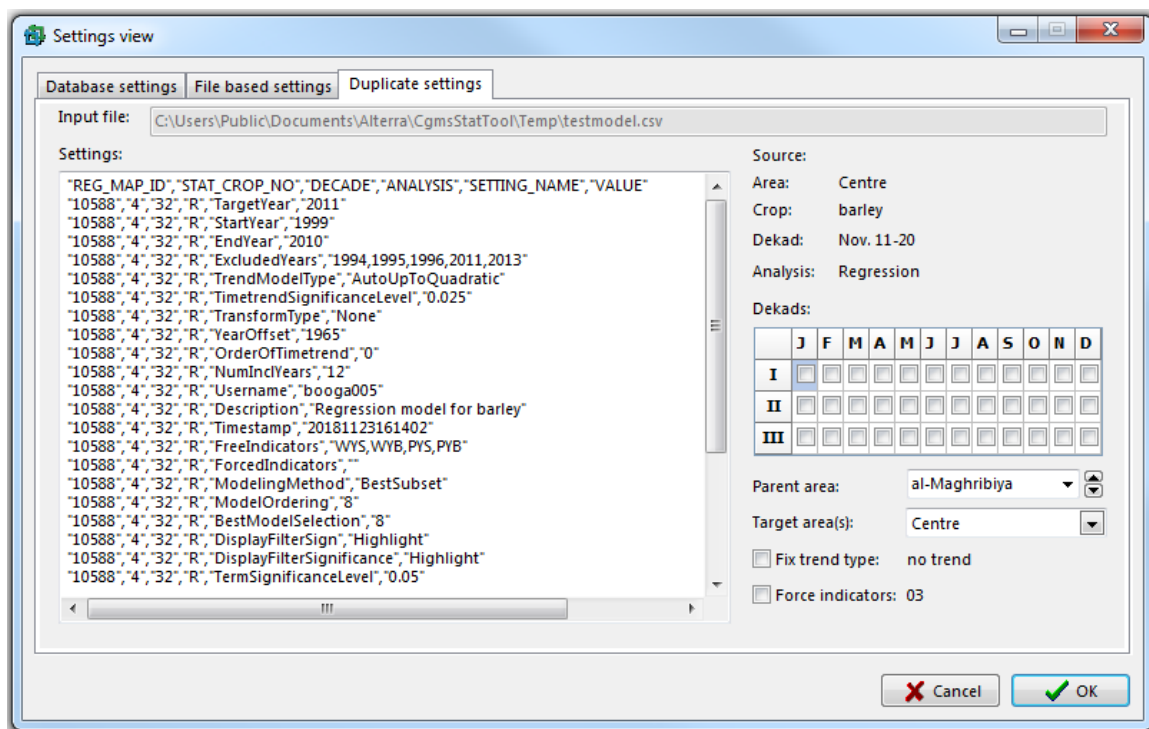 Settings view
Database settings File based settings Duplicate settings
Input file: C:\Users\Public\Documents\Alterra\CgmsStatTool\Temp\testmodel.csv
Settings:
"REG_MAP_ID","STAT_CROP_NO","DECADE","ANALYSIS","SETTING_NAME","VALUE"
"10588","4","32","R","TargetYear","2011"
"10588","4","32","R","StartYear","1999"
"10588","4","32","R","EndYear","2010"
"10588","4","32","R","ExcludedYears","1994,1995,1996,2011,2013"
"10588","4","32","R","TrendModelType","AutoUpToQuadratic"
"10588","4","32","R","TimetrendSignificanceLevel","0.025"
"10588","4","32","R","TransformType","None"
"10588","4","32","R","YearOffset","1965"
"10588","4","32","R","OrderOfTimetrend","0"
"10588","4","32","R","NumInclYears","12"
"10588","4","32","R","Username","booga005"
"10588","4","32","R","Description","Regression model for barley"
"10588","4","32","R","Timestamp","20181123161402"
"10588","4","32","R","FreeIndicators","WYS,WYB,PYS,PYB"
"10588","4","32","R","ForcedIndicators",""
"10588","4","32","R","ModelingMethod","BestSubset"
"10588","4","32","R","ModelOrdering","8"
"10588","4","32","R","BestModelSelection","8"
"10588","4","32","R","DisplayFilterSign","Highlight"
"10588","4","32","R","DisplayFilterSignificance","Highlight"
"10588","4","32","R","TermSignificanceLevel","0.05"
Source:
Area: Centre
Crop: barley
Dekad: Nov. 11-20
Analysis: Regression
Dekads:
J F M A M J J A S O N D
I
II
III
Parent area: al-Maghribiya
Target area(s): Centre
Fix trend type: no trend
Force indicators: 03
Cancel OK